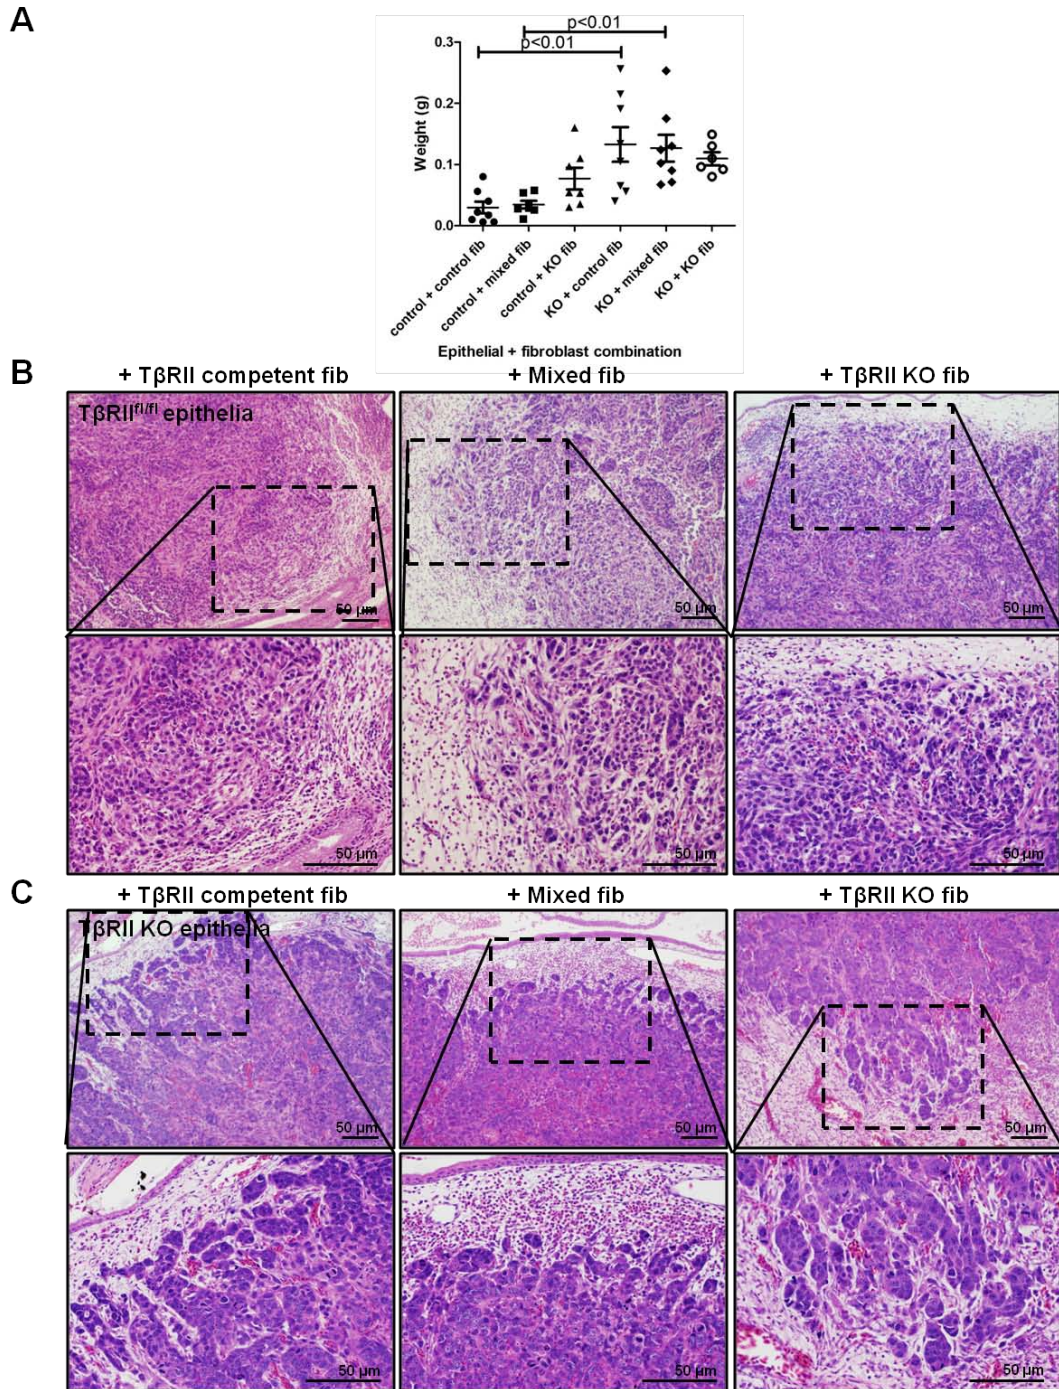 A
p<0.01
p<0.01
0.3
0.2
0.1
0.0
Weight (g)
control + control fib
control + mixed fib
control + KO fib
KO + control fib
KO + mixed fib
KO + KO fib
Epithelial + fibroblast combination
B
+ TβRII competent fib
+ Mixed fib
+ TβRII KO fib
TβRIIfl/fl epithelia
50 µm
50 µm
50 µm
50 µm
50 µm
50 µm
C
+ TβRII competent fib
+ Mixed fib
+ TβRII KO fib
TβRII KO epithelia
50 µm
50 µm
50 µm
50 µm
50 µm
50 µm